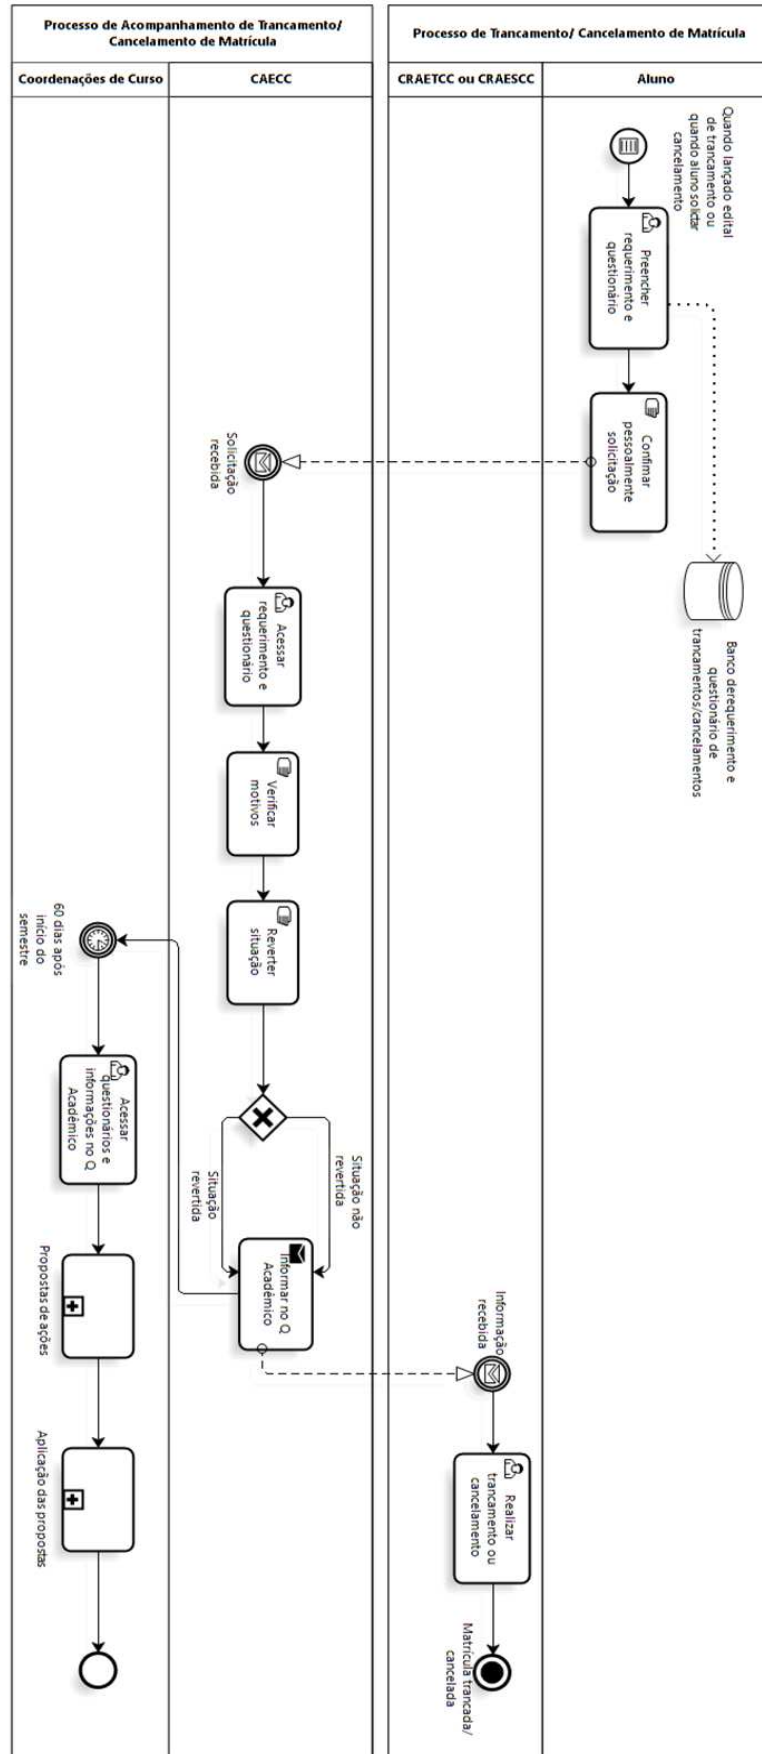 Processo de Acompanhamento de Trancamento/
Cancelamento de Matrícula
Processo de Trancamento/ Cancelamento de Matrícula
Coordenações de Curso
CAECC
CRAETCC ou CRAESCC
Aluno
Quando lançado edital
de trancamento ou
quando aluno solicitar
cancelamento
Preencher
requerimento e
questionário
Confimar
pessoalmente
solicitação
Banco derequerimento e
questionário de
trancamentos/cancelamentos
Solicitação
recebida
Acessar
requerimento e
questionário
Verificar
motivos
Reverter
situação
Situação não
revertida
Situação
revertida
Informar no Q
Acadêmico
60 dias após
início do
semestre
Acessar
questionários e
informações no Q
Acadêmico
Propostas de ações
Aplicação das propostas
Informação
recebida
Realizar
trancamento ou
cancelamento
Matrícula trancada/
cancelada